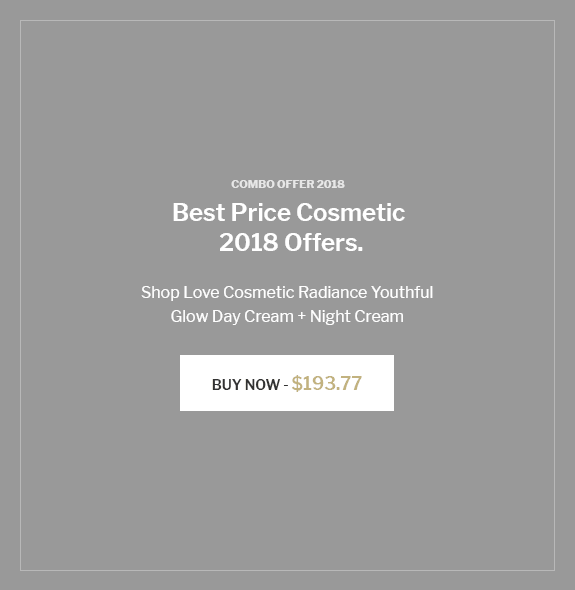 COMBO OFFER 2018
Best Price Cosmetic
2018 Offers.
Shop Love Cosmetic Radiance Youthful
Glow Day Cream + Night Cream
BUY NOW - $193.77